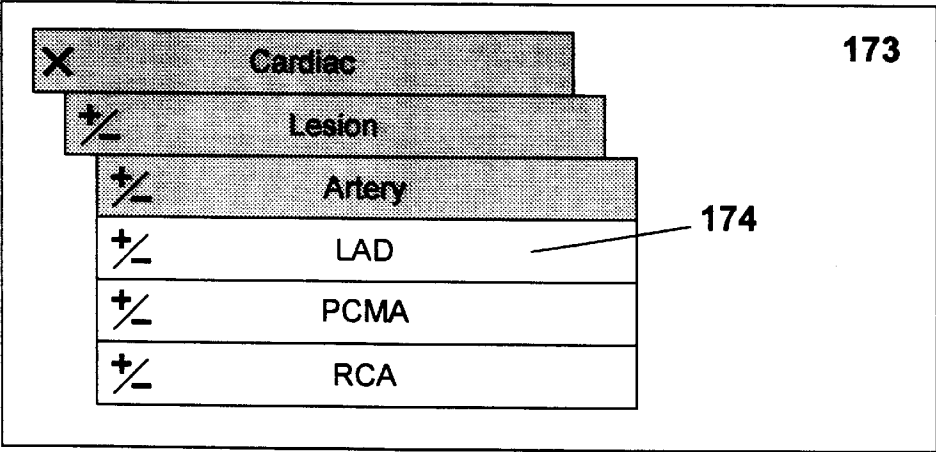 173
X Cardiac
+/- Lesion
+/- Artery
174
+/- LAD
+/- PCMA
+/- RCA